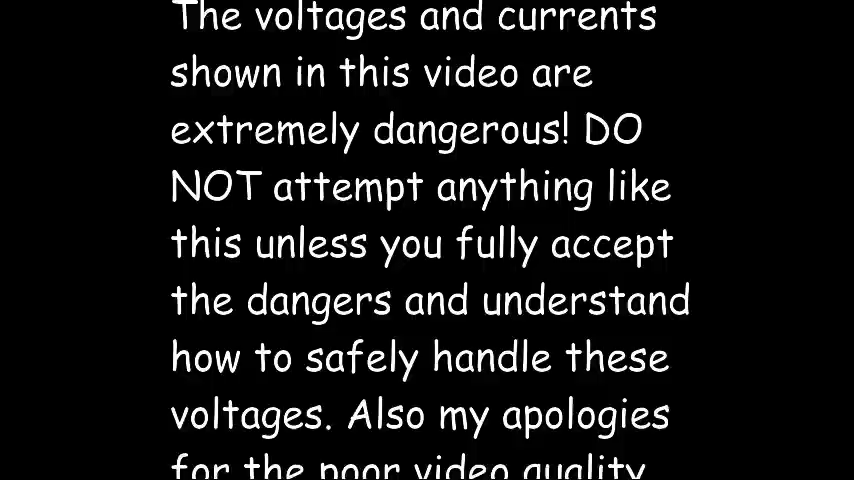 The voltages and currents
shown in this video are
extremely dangerous! DO
NOT attempt anything like
this unless you fully accept
the dangers and understand
how to safely handle these
voltages. Also my apologies
for the poor video quality